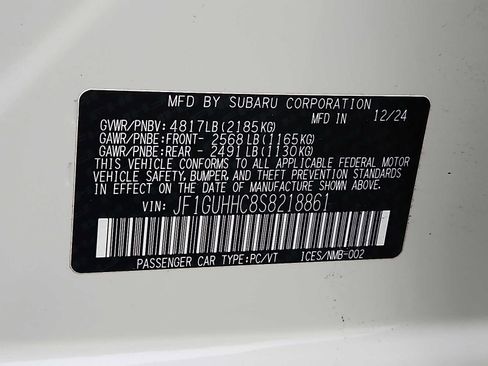 MFD BY SUBARU CORPORATION
MFD IN 12/24
GVWR/PNBV: 4817LB(2185KG)
GAWR/PNBE:FRONT- 2568LB(1165KG)
GAWR/PNBE:REAR - 2491LB(1130KG)
THIS VEHICLE CONFORMS TO ALL APPLICABLE FEDERAL MOTOR
VEHICLE SAFETY, BUMPER, AND THEFT PREVENTION STANDARDS
IN EFFECT ON THE DATE OF MANUFACTURE SHOWN ABOVE.
VIN: JF1GUHHC8S8218861
PASSENGER CAR TYPE:PC/VT ICES/NMB-002